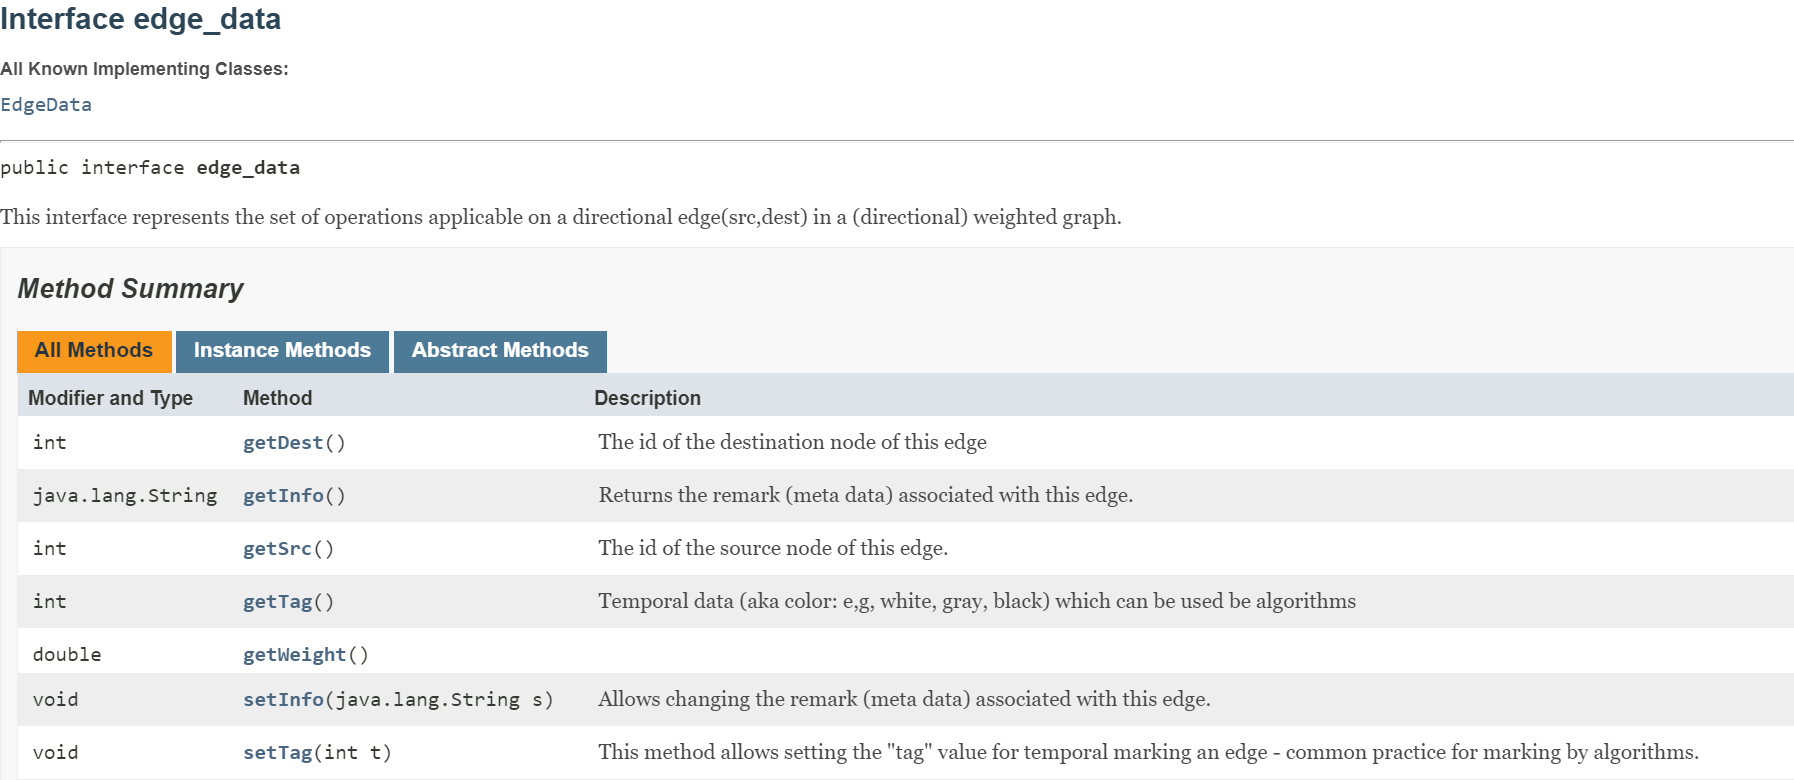 Interface edge_data
All Known Implementing Classes:
EdgeData
public interface edge_data
This interface represents the set of operations applicable on a directional edge(src,dest) in a (directional) weighted graph.
Method Summary
All Methods Instance Methods Abstract Methods
Modifier and Type Method Description
int getDest() The id of the destination node of this edge
java.lang.String getInfo() Returns the remark (meta data) associated with this edge.
int getSrc() The id of the source node of this edge.
int getTag() Temporal data (aka color: e,g, white, gray, black) which can be used be algorithms
double getWeight()
void setInfo(java.lang.String s) Allows changing the remark (meta data) associated with this edge.
void setTag(int t) This method allows setting the "tag" value for temporal marking an edge - common practice for marking by algorithms.